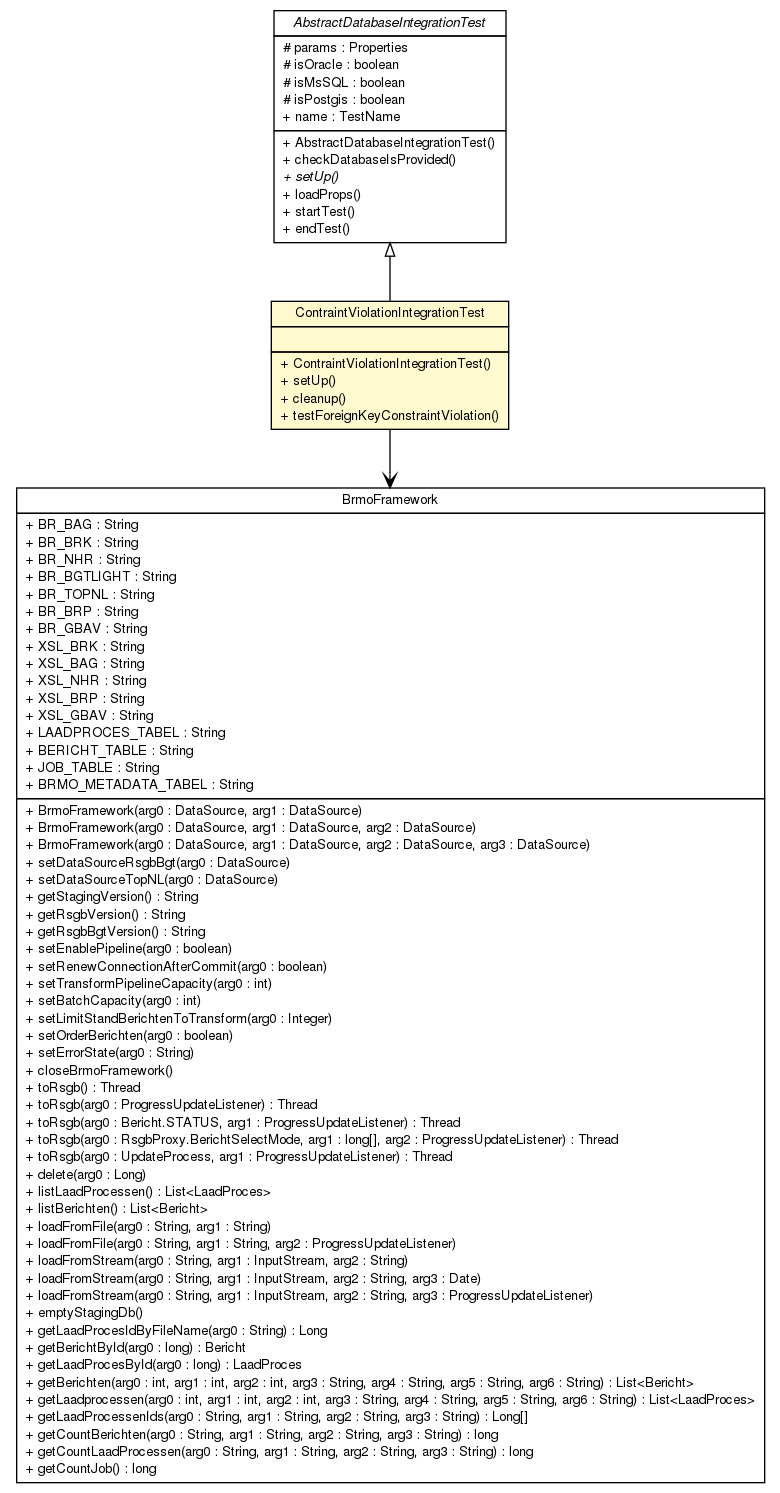 AbstractDatabaseIntegrationTest
# params : Properties
# isOracle : boolean
# isMsSQL : boolean
# isPostgis : boolean
+ name : TestName
+ AbstractDatabaseIntegrationTest()
+ checkDatabaseIsProvided()
+ setUp()
+ loadProps()
+ startTest()
+ endTest()
ContraintViolationIntegrationTest
+ ContraintViolationIntegrationTest()
+ setUp()
+ cleanup()
+ testForeignKeyConstraintViolation()
BrmoFramework
+ BR_BAG : String
+ BR_BRK : String
+ BR_NHR : String
+ BR_BGTLIGHT : String
+ BR_TOPNL : String
+ BR_BRP : String
+ BR_GBAV : String
+ XSL_BRK : String
+ XSL_BAG : String
+ XSL_NHR : String
+ XSL_BRP : String
+ XSL_GBAV : String
+ LAADPROCES_TABEL : String
+ BERICHT_TABLE : String
+ JOB_TABLE : String
+ BRMO_METADATA_TABEL : String
+ BrmoFramework(arg0 : DataSource, arg1 : DataSource)
+ BrmoFramework(arg0 : DataSource, arg1 : DataSource, arg2 : DataSource)
+ BrmoFramework(arg0 : DataSource, arg1 : DataSource, arg2 : DataSource, arg3 : DataSource)
+ setDataSourceRsgbBgt(arg0 : DataSource)
+ setDataSourceTopNL(arg0 : DataSource)
+ getStagingVersion() : String
+ getRsgbVersion() : String
+ getRsgbBgtVersion() : String
+ setEnablePipeline(arg0 : boolean)
+ setRenewConnectionAfterCommit(arg0 : boolean)
+ setTransformPipelineCapacity(arg0 : int)
+ setBatchCapacity(arg0 : int)
+ setLimitStandBerichtenToTransform(arg0 : Integer)
+ setOrderBerichten(arg0 : boolean)
+ setErrorState(arg0 : String)
+ closeBrmoFramework()
+ toRsgb() : Thread
+ toRsgb(arg0 : ProgressUpdateListener) : Thread
+ toRsgb(arg0 : Bericht.STATUS, arg1 : ProgressUpdateListener) : Thread
+ toRsgb(arg0 : RsgbProxy.BerichtSelectMode, arg1 : long[], arg2 : ProgressUpdateListener) : Thread
+ toRsgb(arg0 : UpdateProcess, arg1 : ProgressUpdateListener) : Thread
+ delete(arg0 : Long)
+ listLaadProcessen() : List<LaadProces>
+ listBerichten() : List<Bericht>
+ loadFromFile(arg0 : String, arg1 : String)
+ loadFromFile(arg0 : String, arg1 : String, arg2 : ProgressUpdateListener)
+ loadFromStream(arg0 : String, arg1 : InputStream, arg2 : String)
+ loadFromStream(arg0 : String, arg1 : InputStream, arg2 : String, arg3 : Date)
+ loadFromStream(arg0 : String, arg1 : InputStream, arg2 : String, arg3 : ProgressUpdateListener)
+ emptyStagingDb()
+ getLaadProcesIdByFileName(arg0 : String) : Long
+ getBerichtById(arg0 : long) : Bericht
+ getLaadProcesById(arg0 : long) : LaadProces
+ getBerichten(arg0 : int, arg1 : int, arg2 : int, arg3 : String, arg4 : String, arg5 : String, arg6 : String) : List<Bericht>
+ getLaadprocessen(arg0 : int, arg1 : int, arg2 : int, arg3 : String, arg4 : String, arg5 : String, arg6 : String) : List<LaadProces>
+ getLaadProcessenIds(arg0 : String, arg1 : String, arg2 : String, arg3 : String) : Long[]
+ getCountBerichten(arg0 : String, arg1 : String, arg2 : String, arg3 : String) : long
+ getCountLaadProcessen(arg0 : String, arg1 : String, arg2 : String, arg3 : String) : long
+ getCountJob() : long